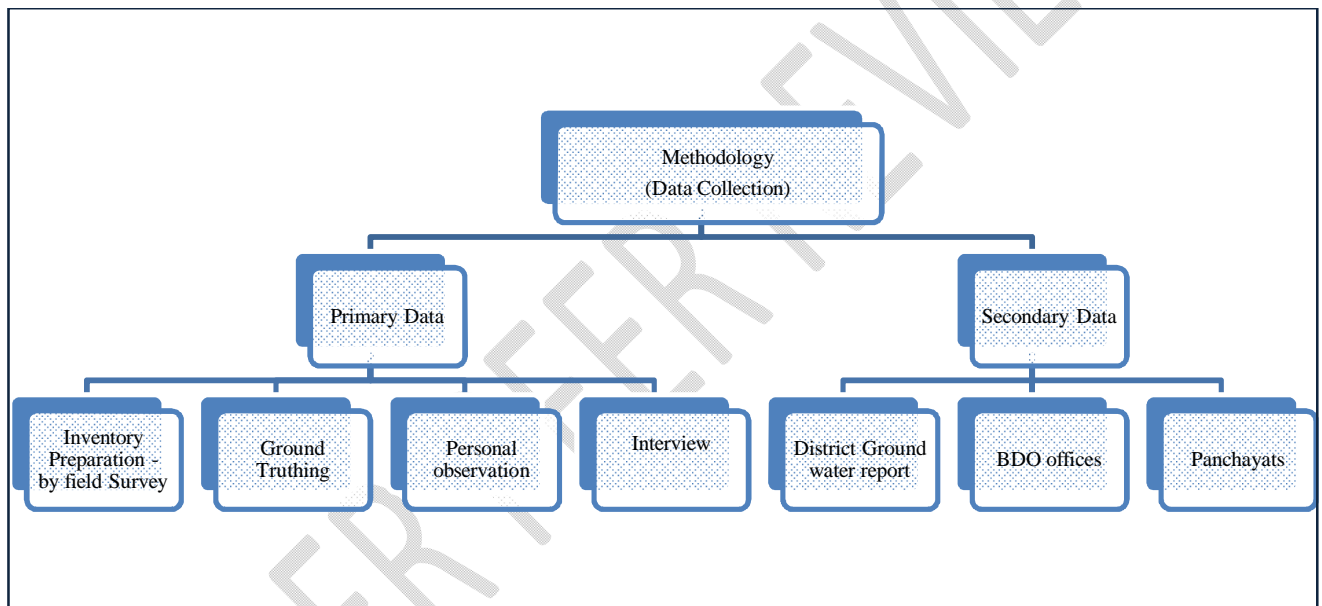 Methodology
(Data Collection)
Primary Data
Secondary Data
Inventory
Preparation -
by field Survey
Ground
Truthing
Personal
observation
Interview
District Ground
water report
BDO offices
Panchayats